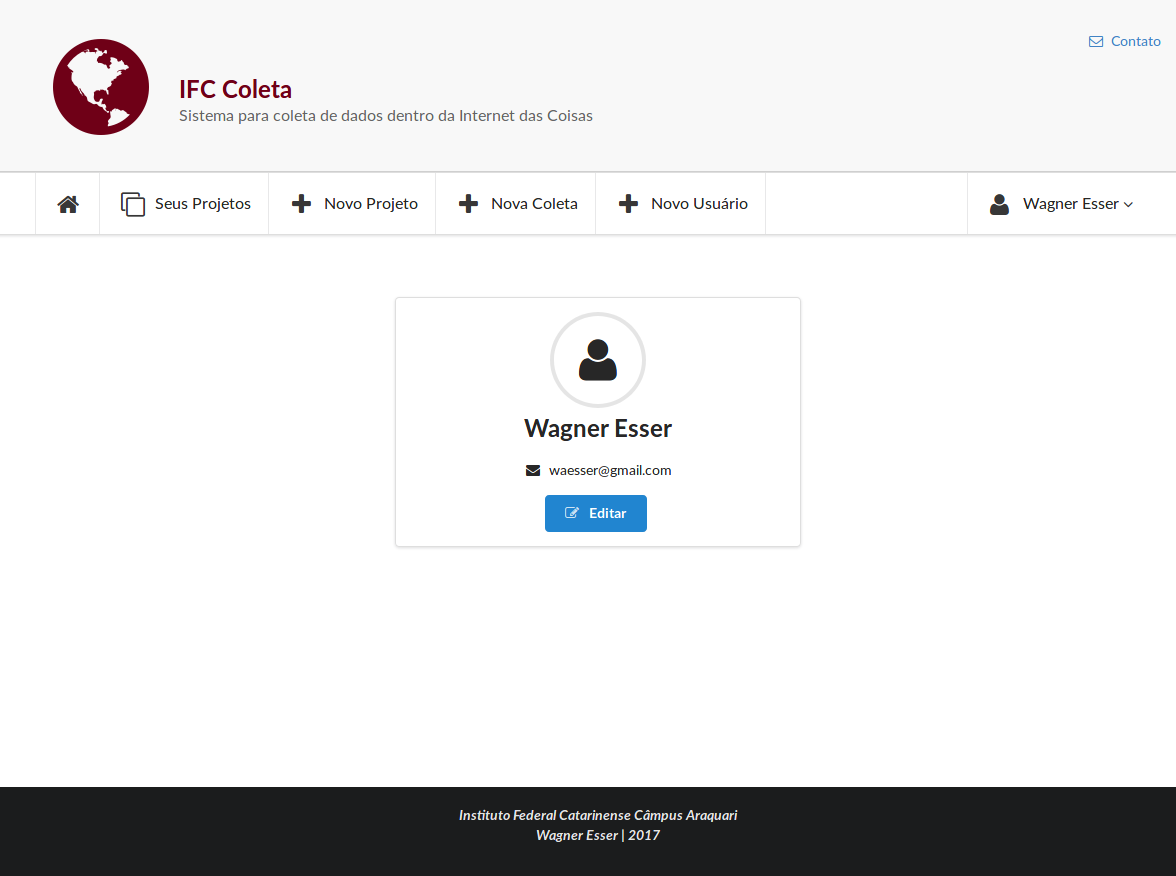 Contato
IFC Coleta
Sistema para coleta de dados dentro da Internet das Coisas
Seus Projetos
Novo Projeto
Nova Coleta
Novo Usuário
Wagner Esser
Wagner Esser
waesser@gmail.com
Editar
Instituto Federal Catarinense Câmpus Araquari
Wagner Esser | 2017